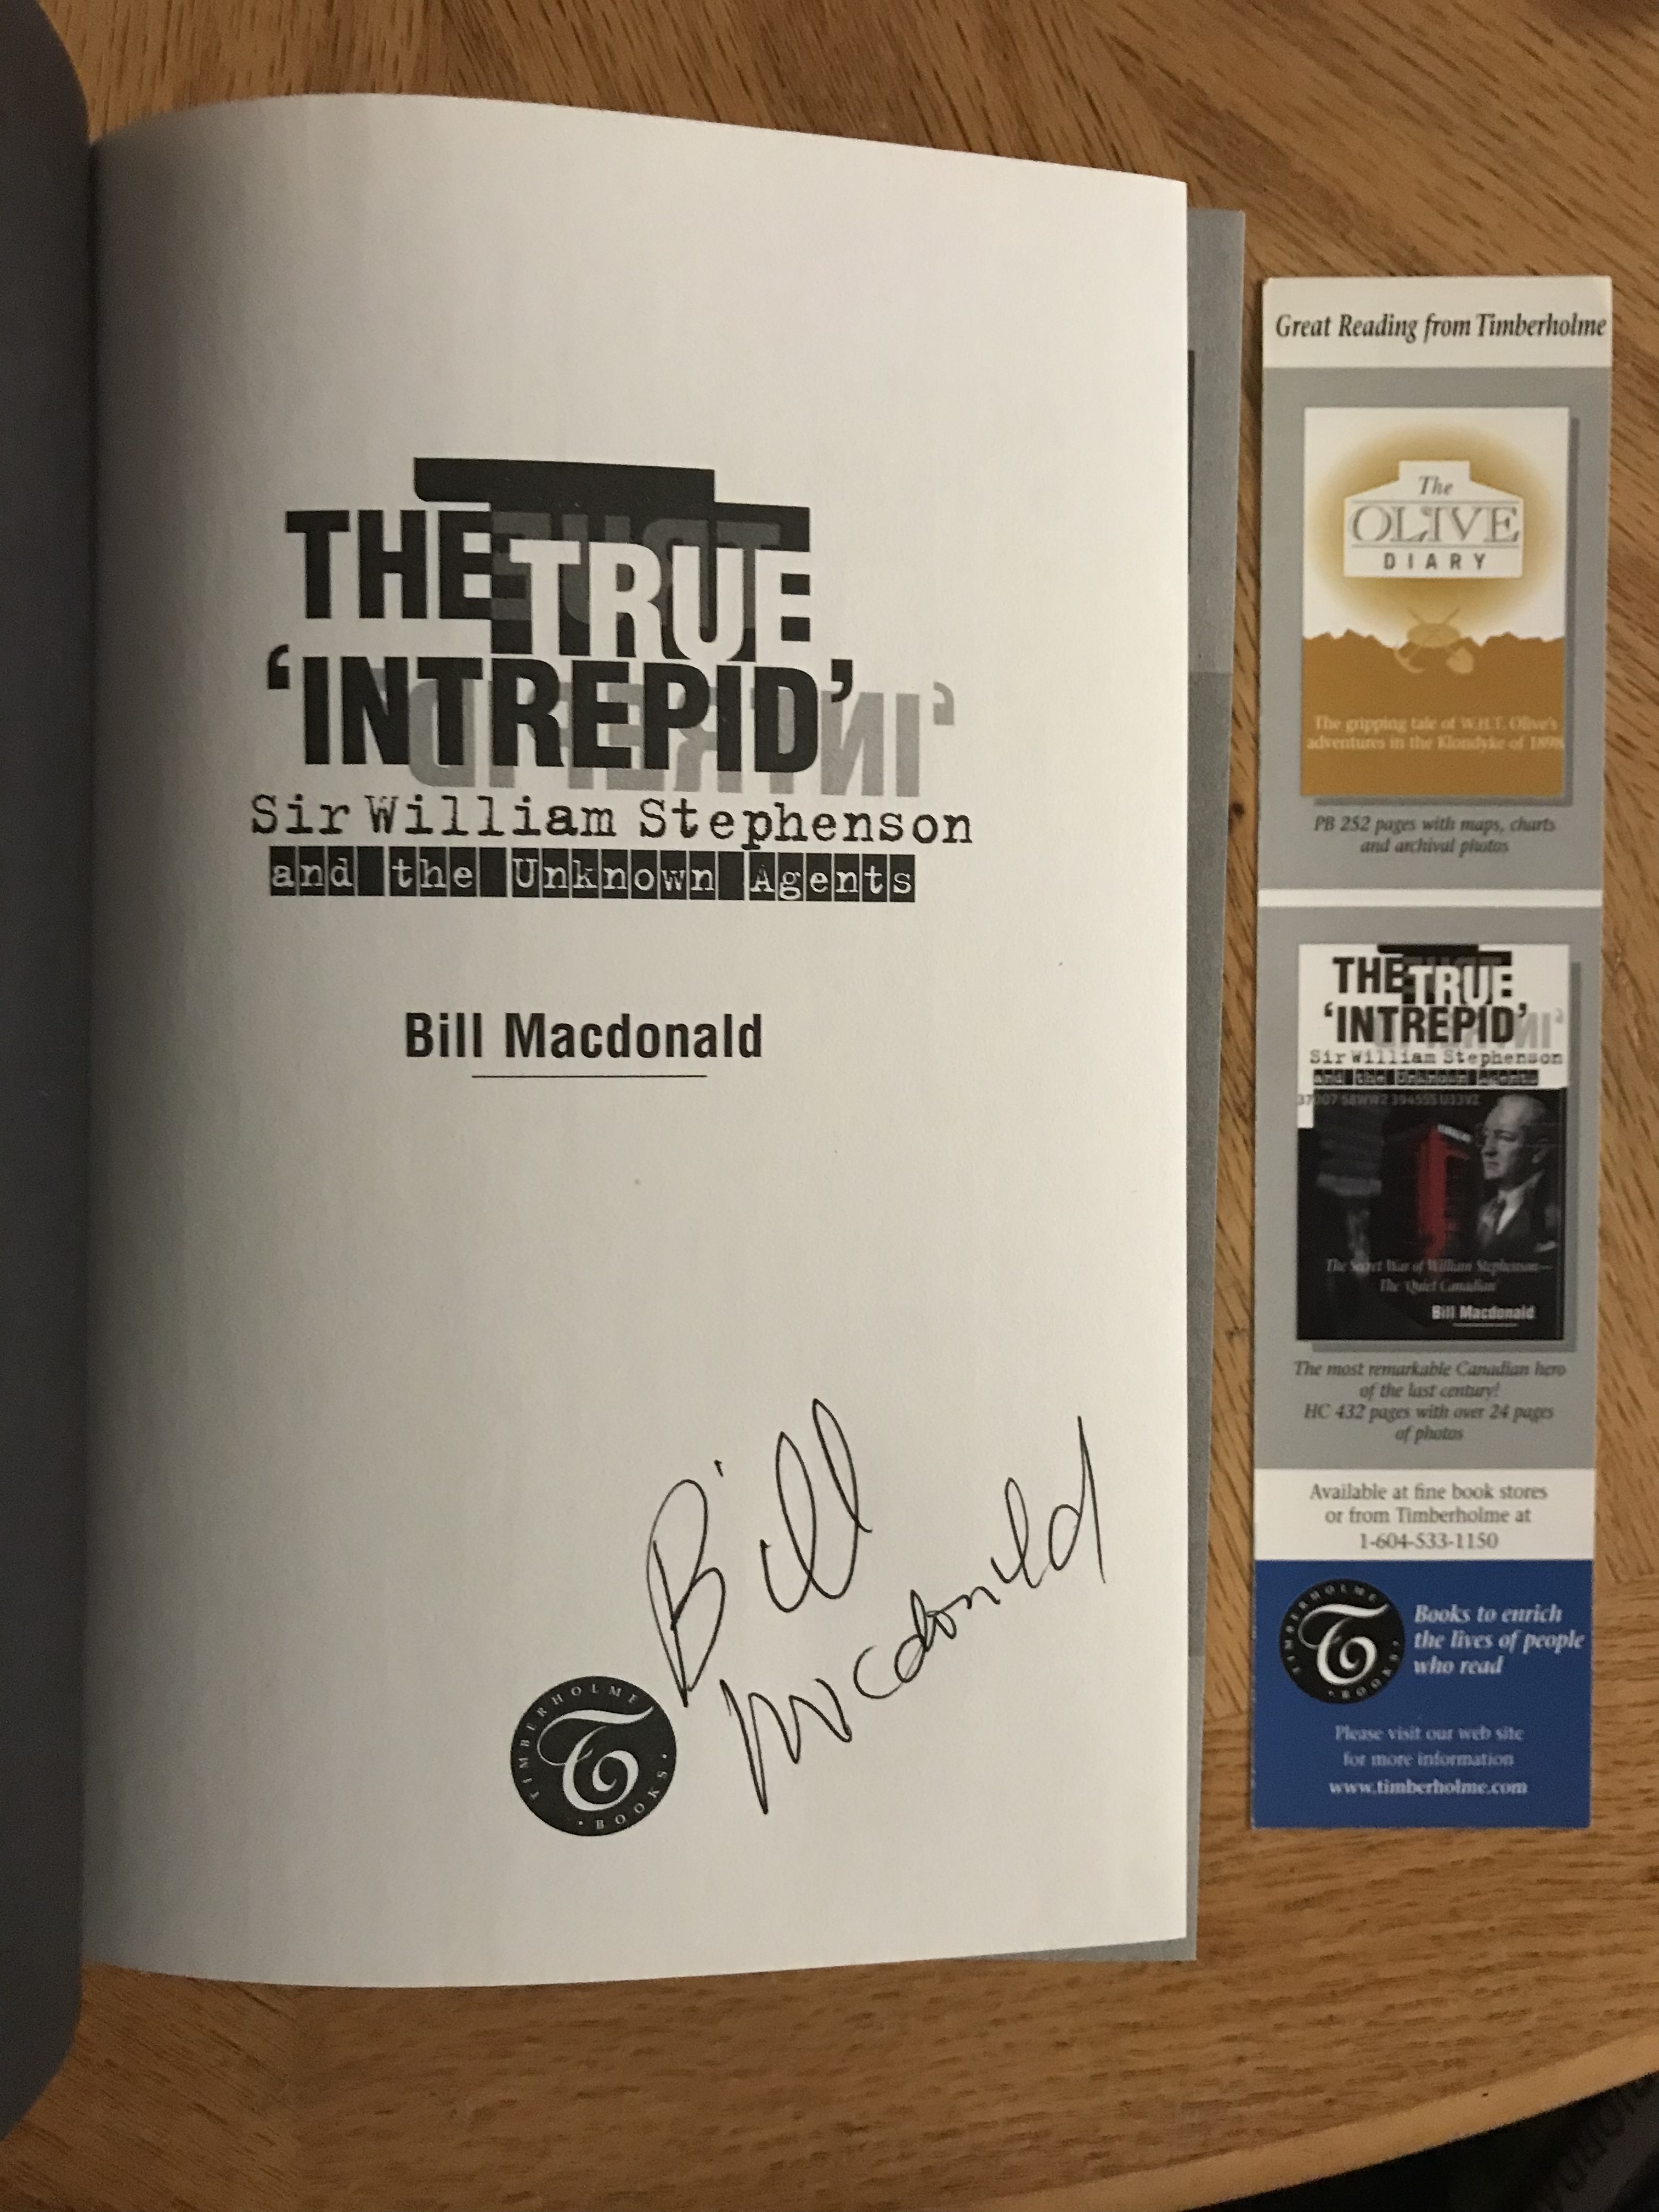 THE TRUE
'INTREPID'
Sir William Stephenson
and the Unknown Agents
Bill Macdonald
Bill
Macdonald
TIMBERHOLME
• BOOKS •
Great Reading from Timberholme
The
OLIVE
DIARY
The gripping tale of W.H.T. Olive's
adventures in the Klondyke of 1898
PB 252 pages with maps, charts
and archival photos
THE TRUE
'INTREPID'
Sir William Stephenson
and the Unknown Agents
The Secret War of William Stephenson—
The 'Quiet Canadian'
Bill Macdonald
The most remarkable Canadian hero
of the last century!
HC 432 pages with over 24 pages
of photos
Available at fine book stores
or from Timberholme at
1-604-533-1150
TIMBERHOLME
• BOOKS •
Books to enrich
the lives of people
who read
Please visit our web site
for more information
www.timberholme.com